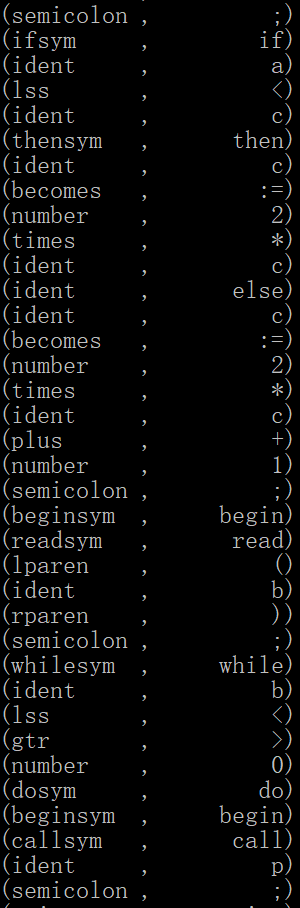 (semicolon , ;)
(ifsym , if)
(ident , a)
(lss , <)
(ident , c)
(thensym , then)
(ident , c)
(becomes , :=)
(number , 2)
(times , *)
(ident , c)
(ident , else)
(ident , c)
(becomes , :=)
(number , 2)
(times , *)
(ident , c)
(plus , +)
(number , 1)
(semicolon , ;)
(beginsym , begin)
(readsym , read)
(lparen , ()
(ident , b)
(rparen , ))
(semicolon , ;)
(whilesym , while)
(ident , b)
(lss , <)
(gtr , >)
(number , 0)
(dosym , do)
(beginsym , begin)
(callsym , call)
(ident , p)
(semicolon , ;)